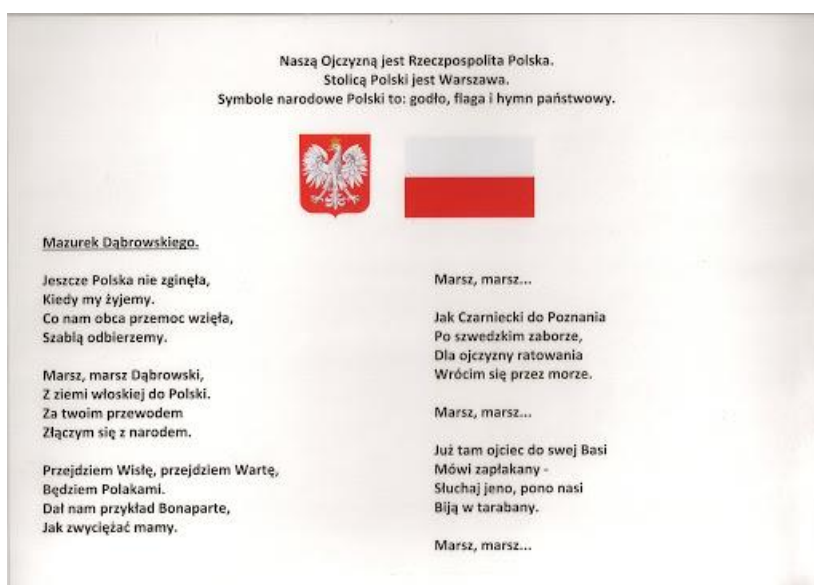 Naszą Ojczyzną jest Rzeczpospolita Polska.
Stolicą Polski jest Warszawa.
Symbole narodowe Polski to: godło, flaga i hymn państwowy.
Mazurek Dąbrowskiego.
Jeszcze Polska nie zginęła,
Kiedy my żyjemy.
Co nam obca przemoc wzięła,
Szablą odbierzemy.
Marsz, marsz Dąbrowski,
Z ziemi włoskiej do Polski.
Za twoim przewodem
Złączym się z narodem.
Przejdziem Wisłę, przejdziem Wartę,
Będziem Polakami.
Dał nam przykład Bonaparte,
Jak zwyciężać mamy.
Marsz, marsz...
Jak Czarniecki do Poznania
Po szwedzkim zaborze,
Dla ojczyzny ratowania
Wrócim się przez morze.
Marsz, marsz...
Już tam ojciec do swej Basi
Mówi zapłakany -
Słuchaj jeno, pono nasi
Biją w tarabany.
Marsz, marsz...